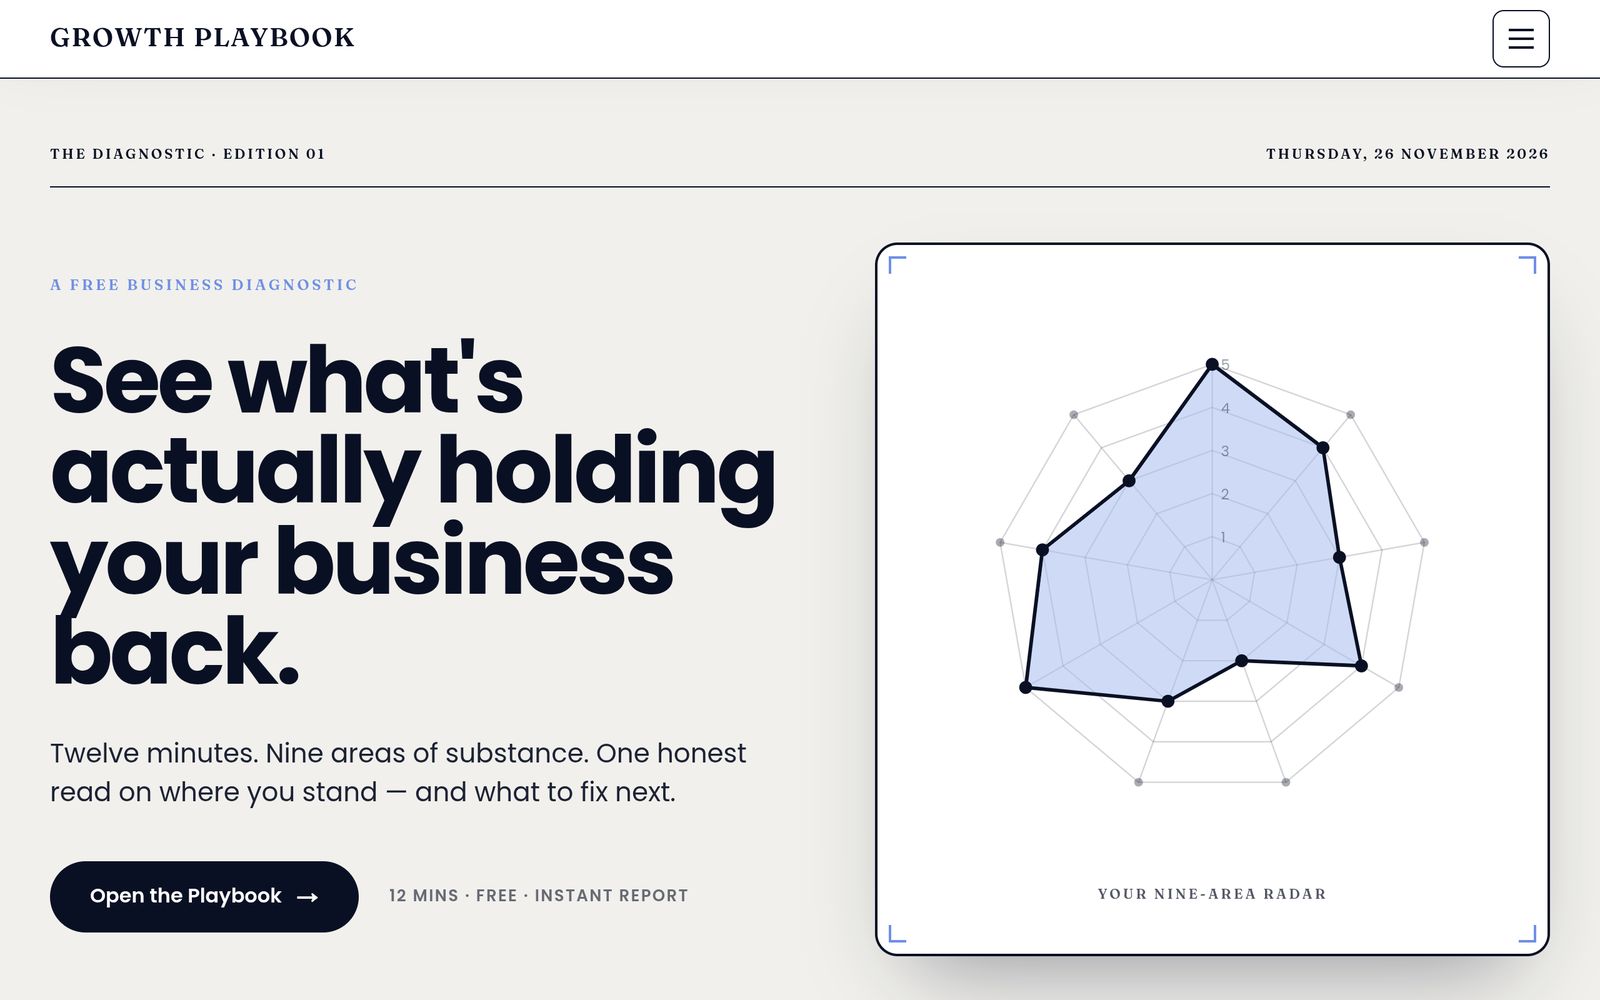 GROWTH PLAYBOOK
THE DIAGNOSTIC · EDITION 01
THURSDAY, 26 NOVEMBER 2026
A FREE BUSINESS DIAGNOSTIC
See what's
actually holding
your business
back.
Twelve minutes. Nine areas of substance. One honest
read on where you stand — and what to fix next.
Open the Playbook →
12 MINS · FREE · INSTANT REPORT
5
4
3
2
1
YOUR NINE-AREA RADAR